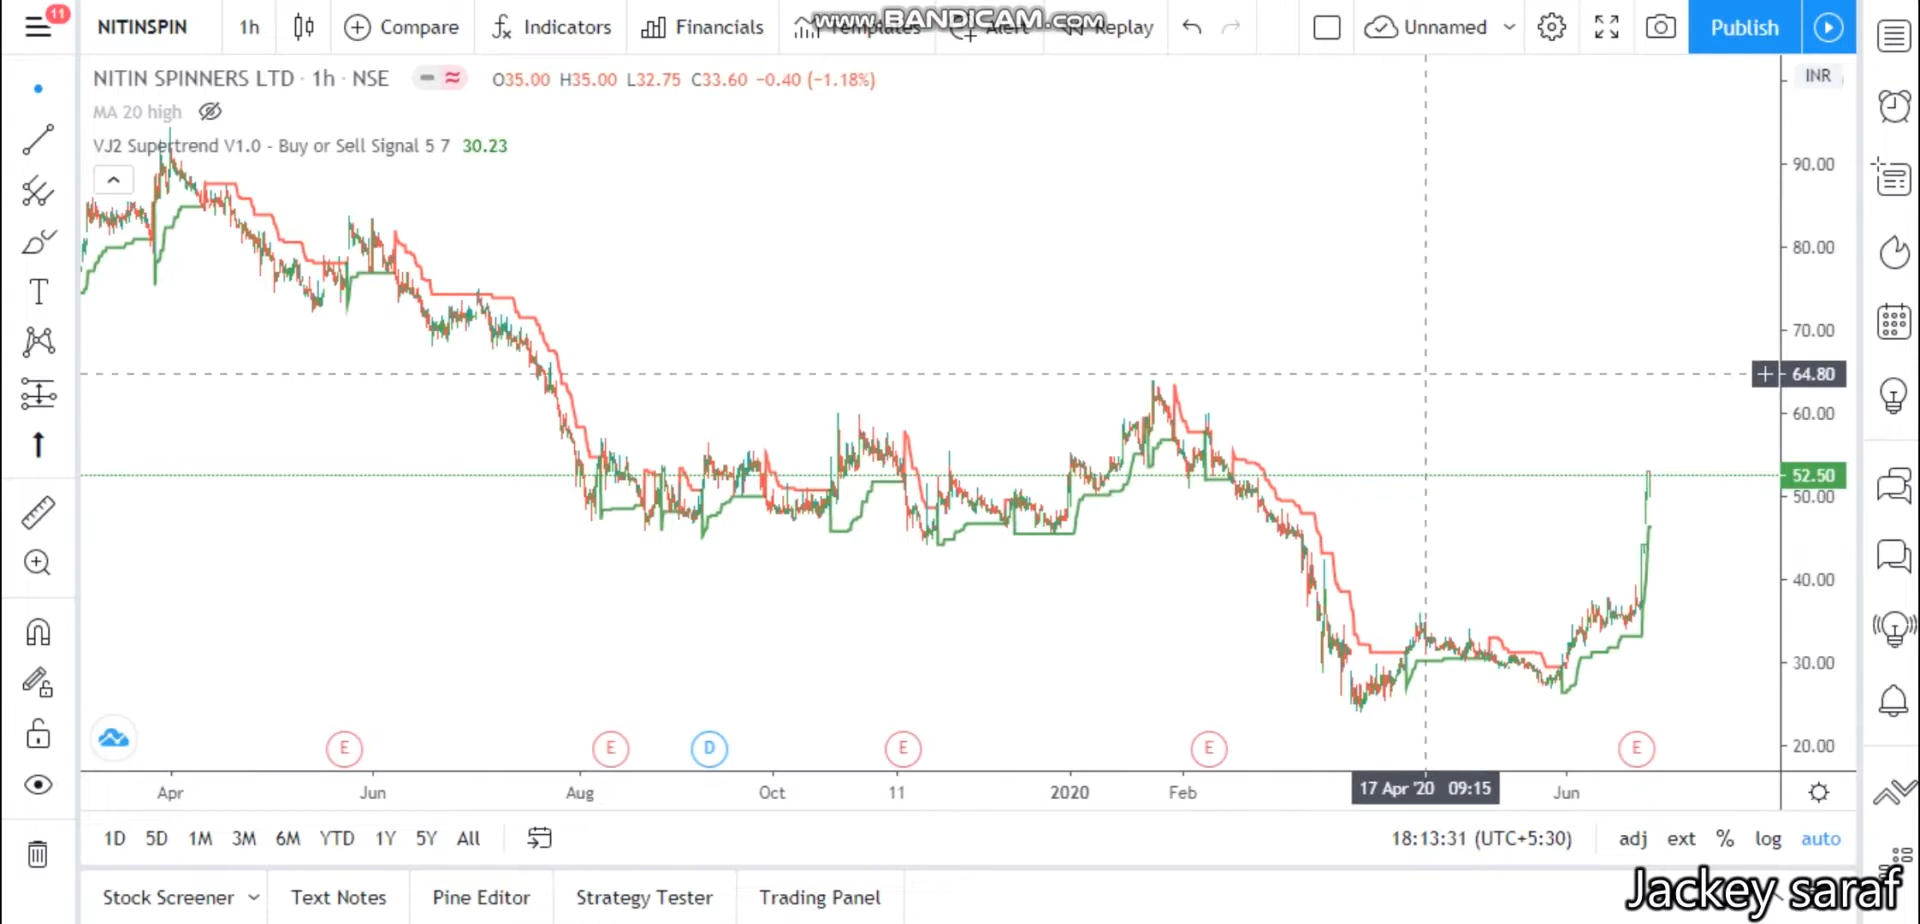 11
NITINSPIN 1h Compare Indicators Financials Templates Alert Replay Unnamed Publish
www.BANDICAM.COM
NITIN SPINNERS LTD · 1h · NSE O35.00 H35.00 L32.75 C33.60 −0.40 (−1.18%)
INR
MA 20 high
VJ2 Supertrend V1.0 - Buy or Sell Signal 5 7 30.23
90.00
80.00
70.00
64.80
60.00
52.50
50.00
40.00
30.00
20.00
E E D E E E
Apr Jun Aug Oct 11 2020 Feb 17 Apr '20 09:15 Jun
1D 5D 1M 3M 6M YTD 1Y 5Y All 18:13:31 (UTC+5:30) adj ext % log auto
Stock Screener Text Notes Pine Editor Strategy Tester Trading Panel
Jackey saraf